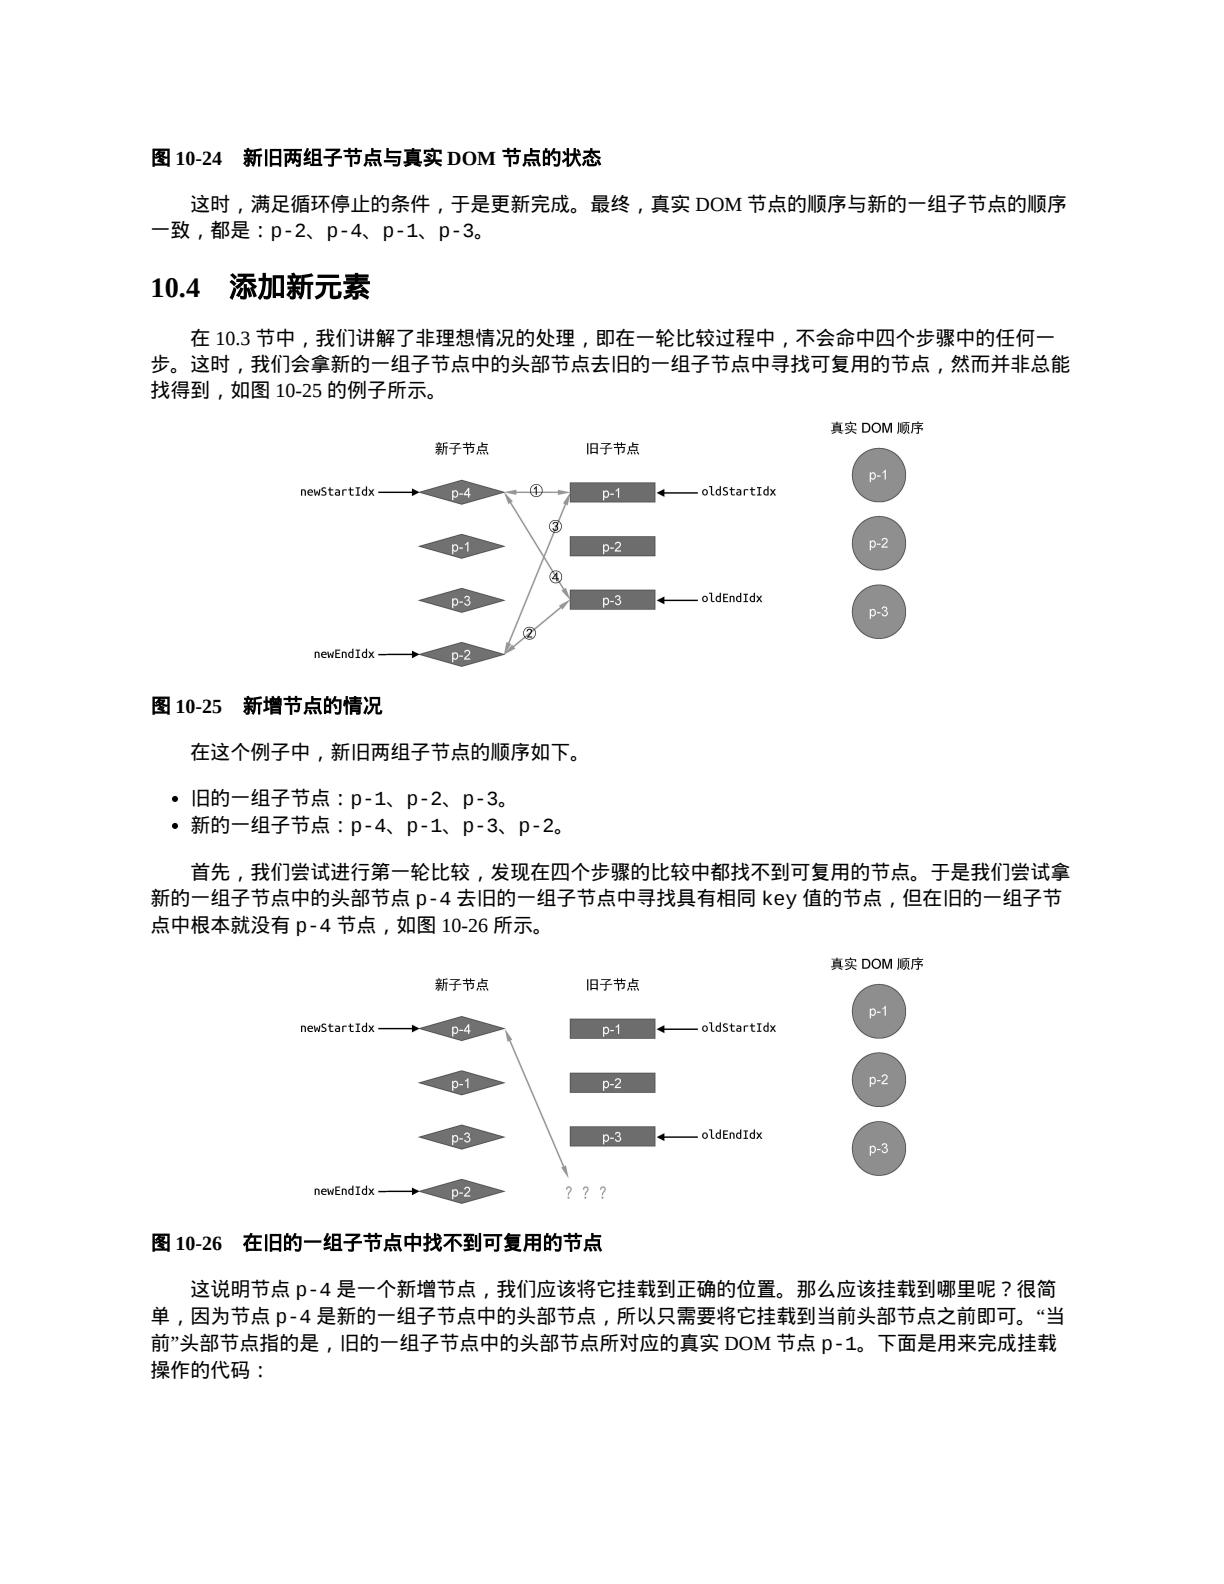 图 10-24　新旧两组子节点与真实 DOM 节点的状态
这时，满足循环停止的条件，于是更新完成。最终，真实 DOM 节点的顺序与新的一组子节点的顺序
一致，都是：p-2、p-4、p-1、p-3。
10.4　添加新元素
在 10.3 节中，我们讲解了非理想情况的处理，即在一轮比较过程中，不会命中四个步骤中的任何一
步。这时，我们会拿新的一组子节点中的头部节点去旧的一组子节点中寻找可复用的节点，然而并非总能
找得到，如图 10-25 的例子所示。
真实 DOM 顺序
新子节点 旧子节点
p-1
newStartIdx p-4 ① p-1 oldStartIdx
③
p-1 p-2 p-2
④
p-3 p-3 oldEndIdx
p-3
②
newEndIdx p-2
图 10-25　新增节点的情况
在这个例子中，新旧两组子节点的顺序如下。
• 旧的一组子节点：p-1、p-2、p-3。
• 新的一组子节点：p-4、p-1、p-3、p-2。
首先，我们尝试进行第一轮比较，发现在四个步骤的比较中都找不到可复用的节点。于是我们尝试拿
新的一组子节点中的头部节点 p-4 去旧的一组子节点中寻找具有相同 key 值的节点，但在旧的一组子节
点中根本就没有 p-4 节点，如图 10-26 所示。
真实 DOM 顺序
新子节点 旧子节点
p-1
newStartIdx p-4 p-1 oldStartIdx
p-1 p-2 p-2
p-3 p-3 oldEndIdx
p-3
newEndIdx p-2 ? ? ?
图 10-26　在旧的一组子节点中找不到可复用的节点
这说明节点 p-4 是一个新增节点，我们应该将它挂载到正确的位置。那么应该挂载到哪里呢？很简
单，因为节点 p-4 是新的一组子节点中的头部节点，所以只需要将它挂载到当前头部节点之前即可。“当
前”头部节点指的是，旧的一组子节点中的头部节点所对应的真实 DOM 节点 p-1。下面是用来完成挂载
操作的代码：